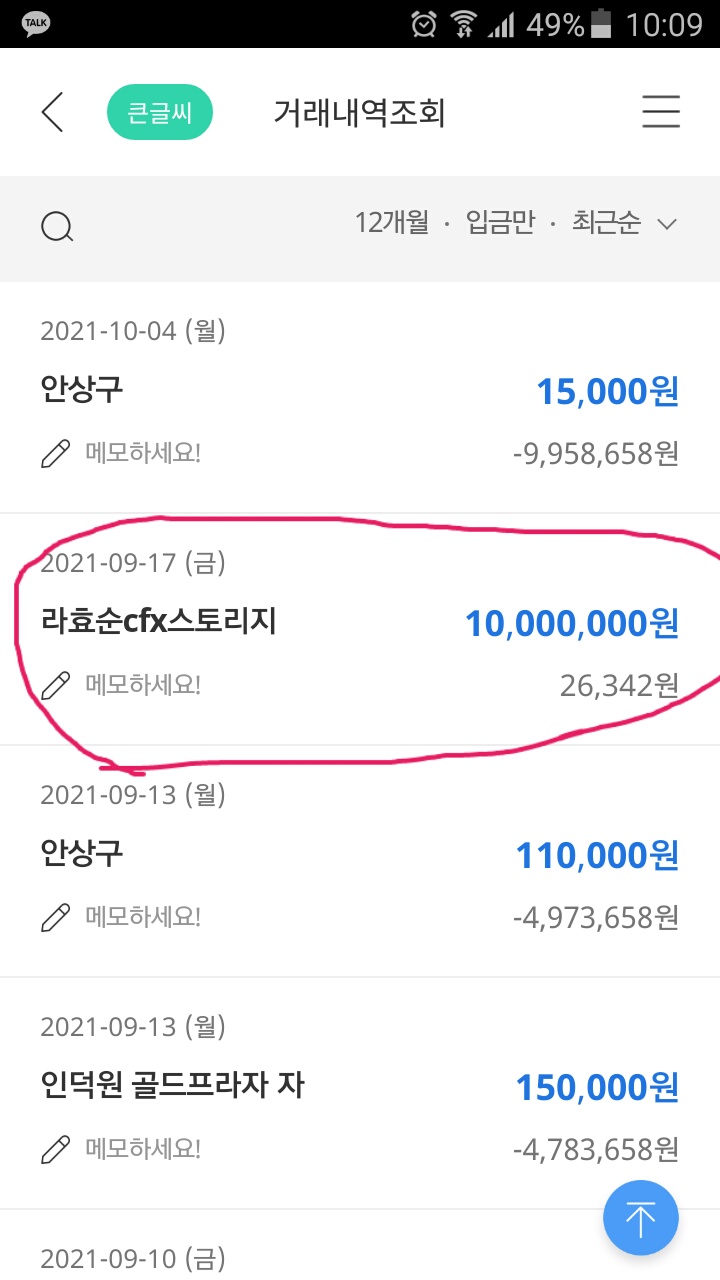 TALK 49% 10:09
큰글씨 거래내역조회
12개월 · 입금만 · 최근순
2021-10-04 (월)
안상구 15,000원
메모하세요! -9,958,658원
2021-09-17 (금)
라효순cfx스토리지 10,000,000원
메모하세요! 26,342원
2021-09-13 (월)
안상구 110,000원
메모하세요! -4,973,658원
2021-09-13 (월)
인덕원 골드프라자 자 150,000원
메모하세요! -4,783,658원
2021-09-10 (금)